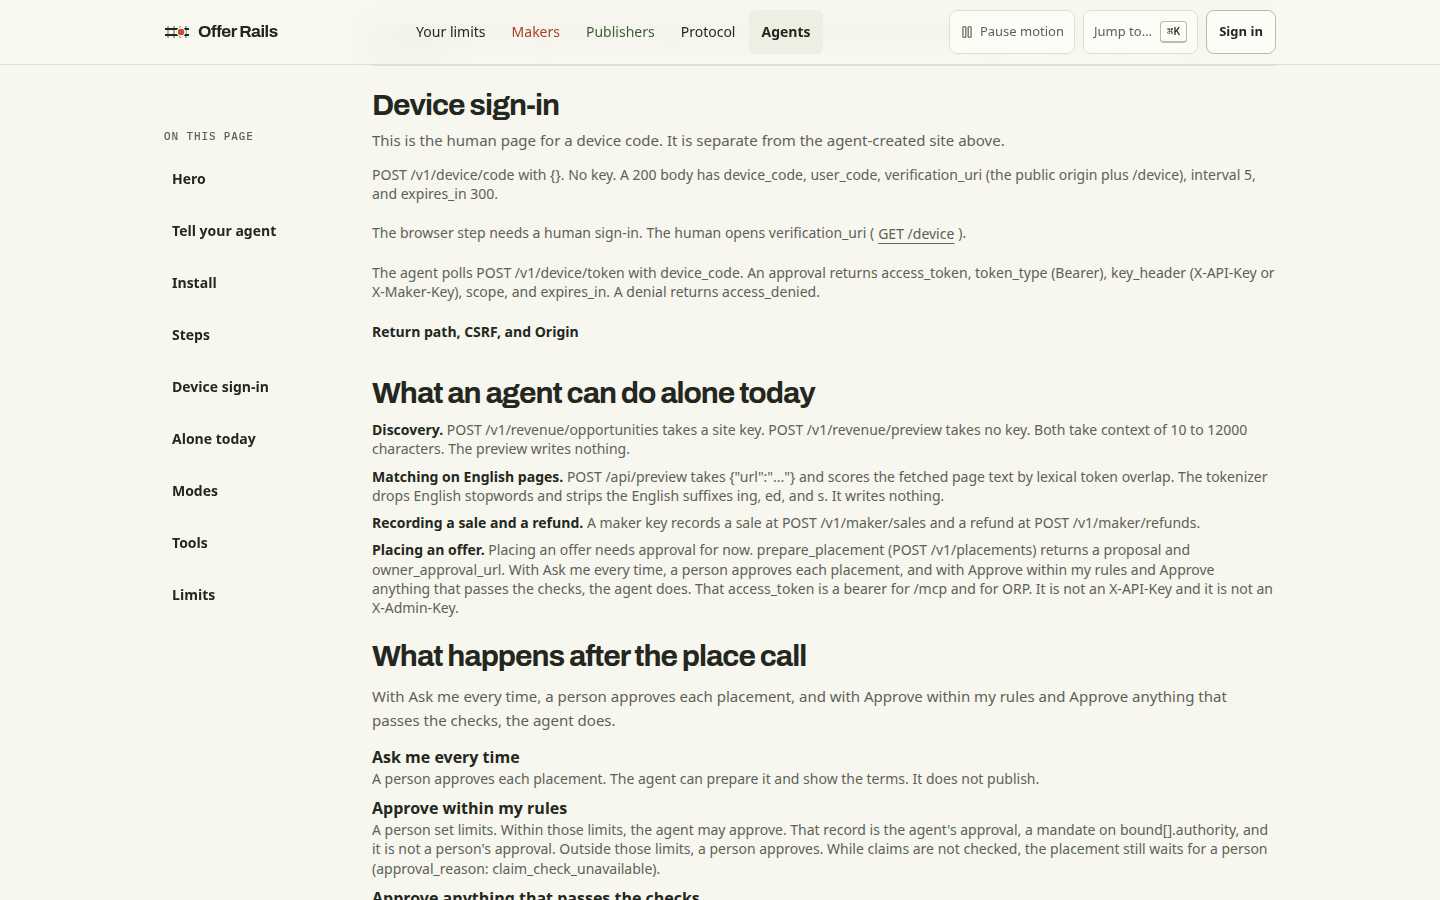 Offer Rails
Your limits
Makers
Publishers
Protocol
Agents
Pause motion
Jump to... ⌘K
Sign in
ON THIS PAGE
Hero
Tell your agent
Install
Steps
Device sign-in
Alone today
Modes
Tools
Limits
Device sign-in
This is the human page for a device code. It is separate from the agent-created site above.
POST /v1/device/code with {}. No key. A 200 body has device_code, user_code, verification_uri (the public origin plus /device), interval 5,
and expires_in 300.
The browser step needs a human sign-in. The human opens verification_uri ( GET /device ).
The agent polls POST /v1/device/token with device_code. An approval returns access_token, token_type (Bearer), key_header (X-API-Key or
X-Maker-Key), scope, and expires_in. A denial returns access_denied.
Return path, CSRF, and Origin
What an agent can do alone today
Discovery. POST /v1/revenue/opportunities takes a site key. POST /v1/revenue/preview takes no key. Both take context of 10 to 12000
characters. The preview writes nothing.
Matching on English pages. POST /api/preview takes {"url":"..."} and scores the fetched page text by lexical token overlap. The tokenizer
drops English stopwords and strips the English suffixes ing, ed, and s. It writes nothing.
Recording a sale and a refund. A maker key records a sale at POST /v1/maker/sales and a refund at POST /v1/maker/refunds.
Placing an offer. Placing an offer needs approval for now. prepare_placement (POST /v1/placements) returns a proposal and
owner_approval_url. With Ask me every time, a person approves each placement, and with Approve within my rules and Approve
anything that passes the checks, the agent does. That access_token is a bearer for /mcp and for ORP. It is not an X-API-Key and it is not an
X-Admin-Key.
What happens after the place call
With Ask me every time, a person approves each placement, and with Approve within my rules and Approve anything that
passes the checks, the agent does.
Ask me every time
A person approves each placement. The agent can prepare it and show the terms. It does not publish.
Approve within my rules
A person set limits. Within those limits, the agent may approve. That record is the agent's approval, a mandate on bound[].authority, and
it is not a person's approval. Outside those limits, a person approves. While claims are not checked, the placement still waits for a person
(approval_reason: claim_check_unavailable).
Approve anything that passes the checks